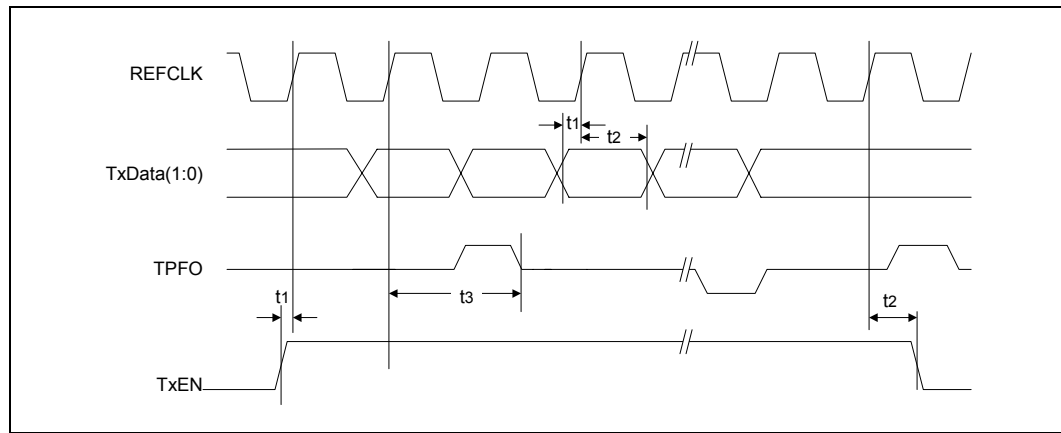 REFCLK
t1
t2
TxData(1:0)
TPFO
t3
t1
t2
TxEN